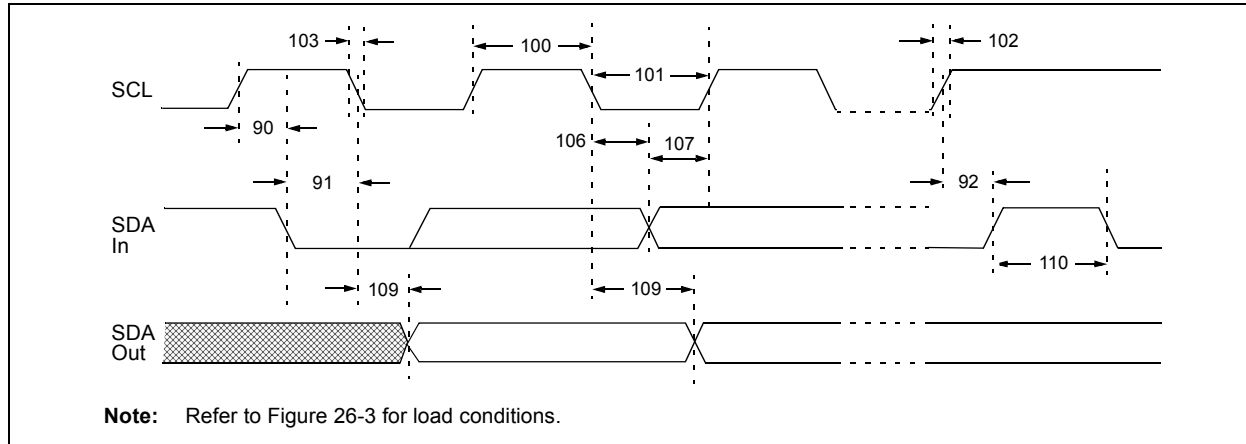 103
100
102
101
SCL
90
106
107
91
92
SDA
In
110
109
109
SDA
Out
Note: Refer to Figure 26-3 for load conditions.